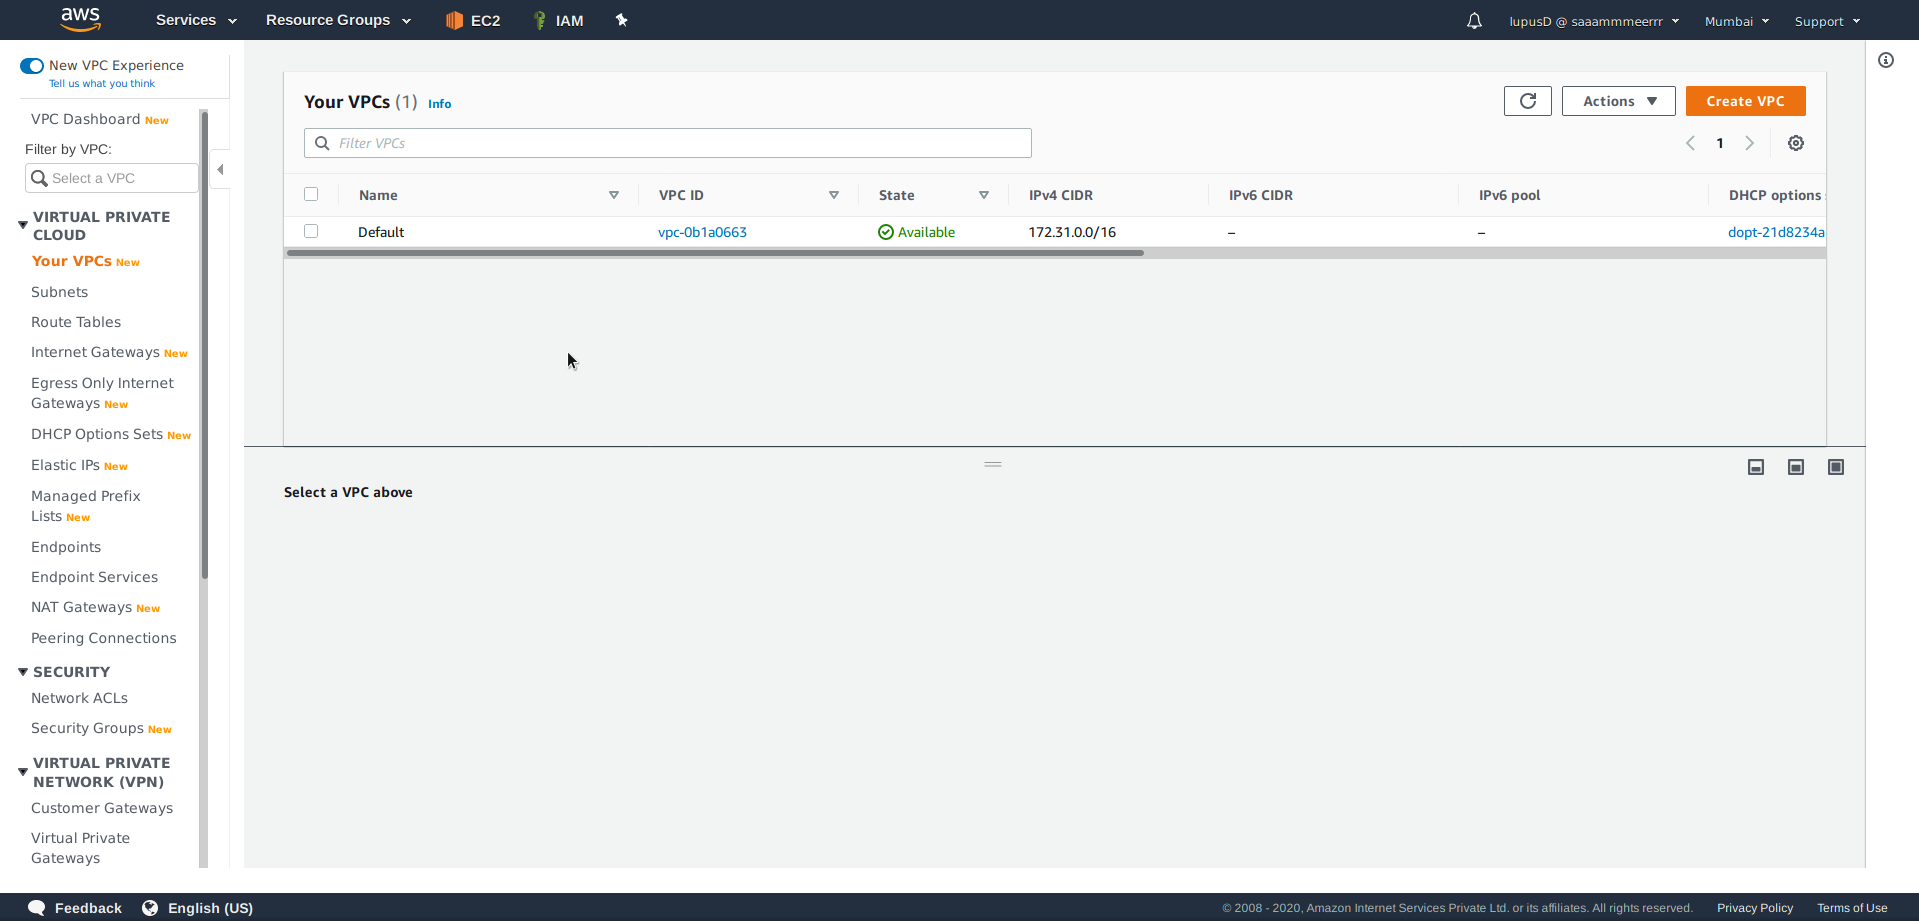 aws
Services
Resource Groups
EC2
IAM
lupusD @ saaammmeerrr
Mumbai
Support
New VPC Experience
Tell us what you think
VPC Dashboard New
Filter by VPC:
Select a VPC
VIRTUAL PRIVATE
CLOUD
Your VPCs New
Subnets
Route Tables
Internet Gateways New
Egress Only Internet
Gateways New
DHCP Options Sets New
Elastic IPs New
Managed Prefix
Lists New
Endpoints
Endpoint Services
NAT Gateways New
Peering Connections
SECURITY
Network ACLs
Security Groups New
VIRTUAL PRIVATE
NETWORK (VPN)
Customer Gateways
Virtual Private
Gateways
Your VPCs (1) Info
Actions
Create VPC
Filter VPCs
1
Name VPC ID State IPv4 CIDR IPv6 CIDR IPv6 pool DHCP options
Default vpc-0b1a0663 Available 172.31.0.0/16 – – dopt-21d8234a
Select a VPC above
Feedback
English (US)
© 2008 - 2020, Amazon Internet Services Private Ltd. or its affiliates. All rights reserved.
Privacy Policy
Terms of Use